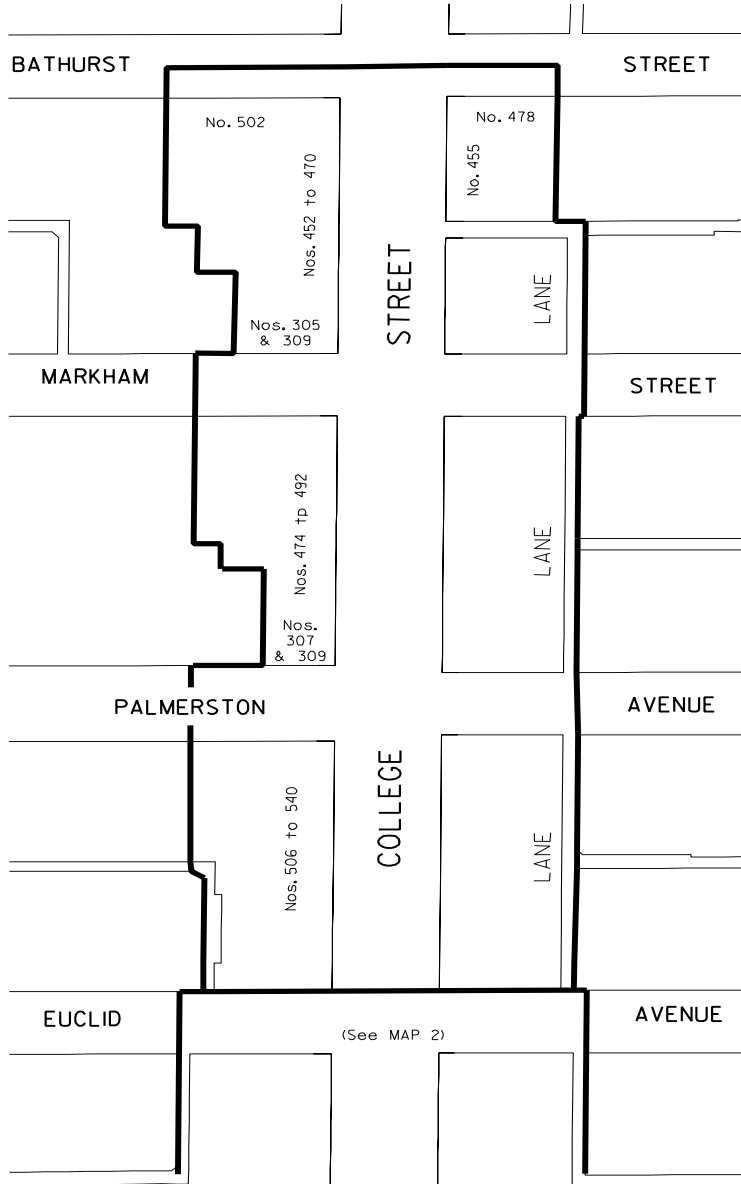 BATHURST STREET
No. 502
No. 478
Nos. 452 to 470
No. 455
STREET
LANE
Nos. 305
& 309
MARKHAM STREET
Nos. 474 tp 492
LANE
Nos.
307
& 309
PALMERSTON AVENUE
COLLEGE
Nos. 506 to 540
LANE
EUCLID AVENUE
(See MAP 2)